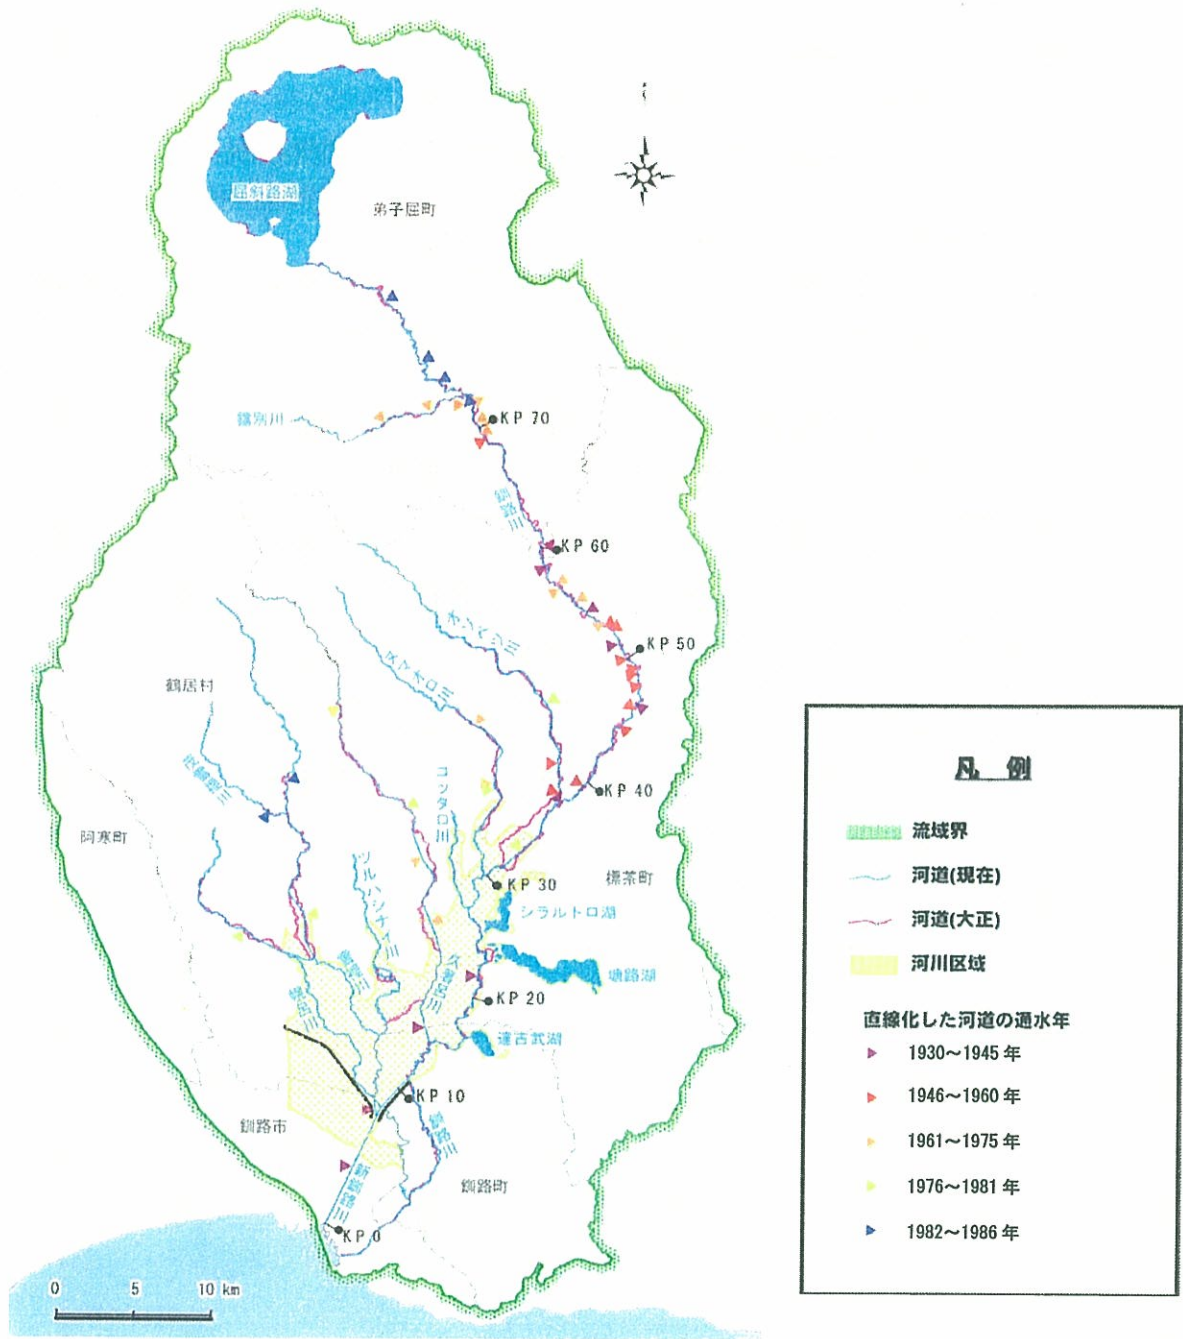 屈斜路湖
弟子屈町
鐺別川
KP 70
釧路川
KP 60
オソベツ川
KP 50
ヌマオロ川
鶴居村
コッタロ川
KP 40
阿寒町
ツルハシナイ川
KP 30
標茶町
シラルトロ湖
塘路湖
KP 20
達古武湖
KP 10
釧路川
釧路市
新釧路川
釧路町
KP 0
0 5 10 km
凡 例
流域界
河道(現在)
河道(大正)
河川区域
直線化した河道の通水年
1930～1945 年
1946～1960 年
1961～1975 年
1976～1981 年
1982～1986 年